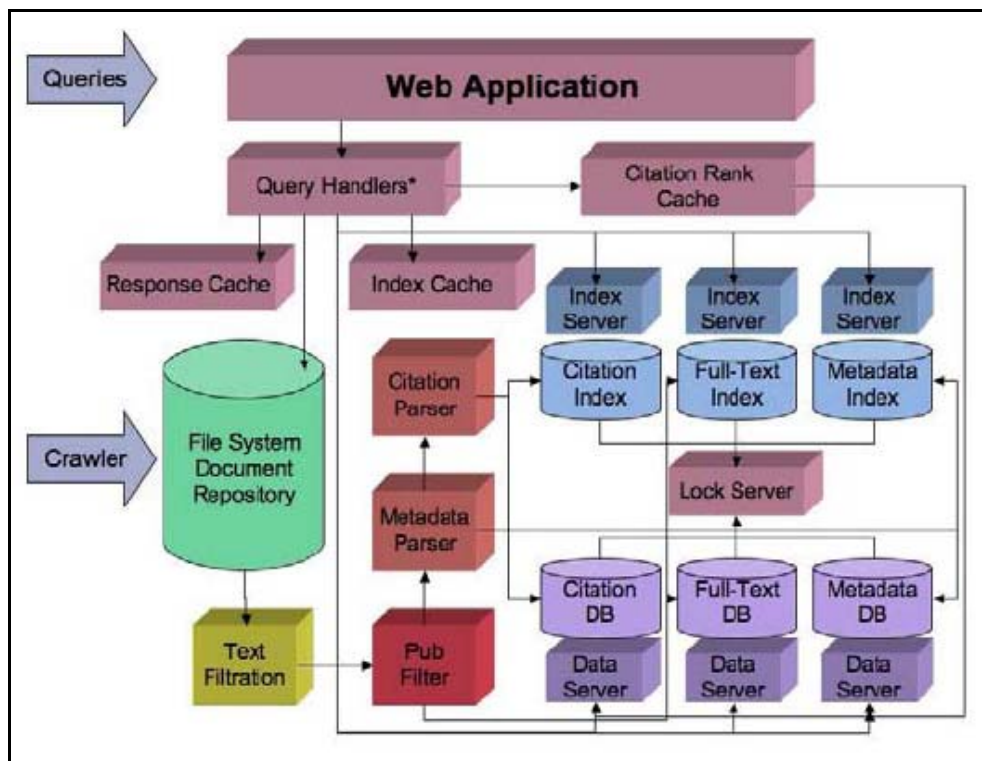 Queries
Web Application
Query Handlers*
Citation Rank
Cache
Response Cache
Index Cache
Index
Server
Index
Server
Index
Server
Citation
Index
Full-Text
Index
Metadata
Index
Citation
Parser
Crawler
File System
Document
Repository
Lock Server
Metadata
Parser
Citation
DB
Full-Text
DB
Metadata
DB
Text
Filtration
Pub
Filter
Data
Server
Data
Server
Data
Server